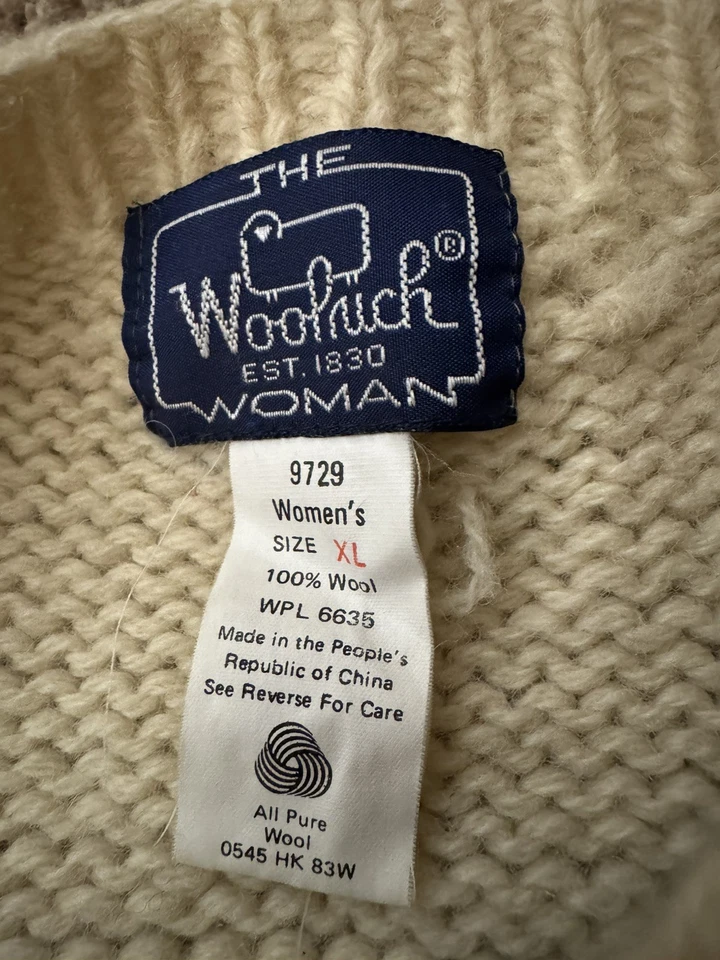 THE
Woolrich®
EST. 1830
WOMAN
9729
Women's
SIZE XL
100% Wool
WPL 6635
Made in the People's
Republic of China
See Reverse For Care
All Pure
Wool
0545 HK 83W